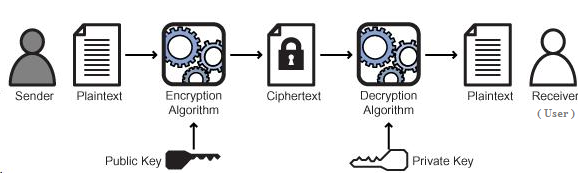 Sender
Plaintext
Encryption
Algorithm
Ciphertext
Decryption
Algorithm
Plaintext
Receiver
( User )
Public Key
Private Key